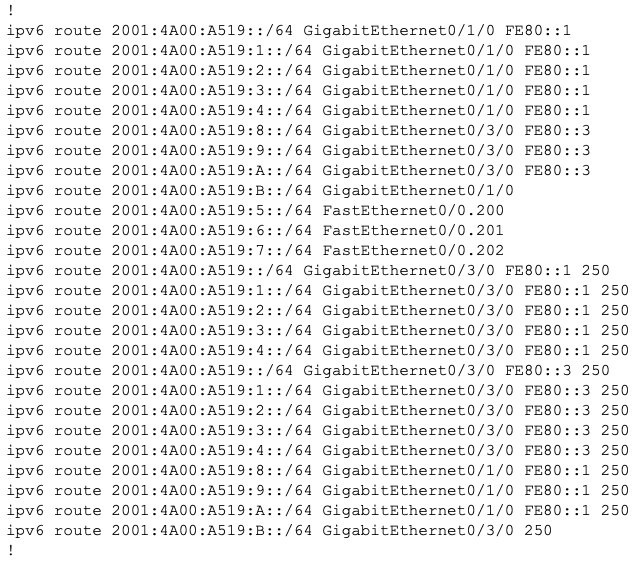 !
ipv6 route 2001:4A00:A519::/64 GigabitEthernet0/1/0 FE80::1
ipv6 route 2001:4A00:A519:1::/64 GigabitEthernet0/1/0 FE80::1
ipv6 route 2001:4A00:A519:2::/64 GigabitEthernet0/1/0 FE80::1
ipv6 route 2001:4A00:A519:3::/64 GigabitEthernet0/1/0 FE80::1
ipv6 route 2001:4A00:A519:4::/64 GigabitEthernet0/1/0 FE80::1
ipv6 route 2001:4A00:A519:8::/64 GigabitEthernet0/3/0 FE80::3
ipv6 route 2001:4A00:A519:9::/64 GigabitEthernet0/3/0 FE80::3
ipv6 route 2001:4A00:A519:A::/64 GigabitEthernet0/3/0 FE80::3
ipv6 route 2001:4A00:A519:B::/64 GigabitEthernet0/1/0
ipv6 route 2001:4A00:A519:5::/64 FastEthernet0/0.200
ipv6 route 2001:4A00:A519:6::/64 FastEthernet0/0.201
ipv6 route 2001:4A00:A519:7::/64 FastEthernet0/0.202
ipv6 route 2001:4A00:A519::/64 GigabitEthernet0/3/0 FE80::1 250
ipv6 route 2001:4A00:A519:1::/64 GigabitEthernet0/3/0 FE80::1 250
ipv6 route 2001:4A00:A519:2::/64 GigabitEthernet0/3/0 FE80::1 250
ipv6 route 2001:4A00:A519:3::/64 GigabitEthernet0/3/0 FE80::1 250
ipv6 route 2001:4A00:A519:4::/64 GigabitEthernet0/3/0 FE80::1 250
ipv6 route 2001:4A00:A519::/64 GigabitEthernet0/3/0 FE80::3 250
ipv6 route 2001:4A00:A519:1::/64 GigabitEthernet0/3/0 FE80::3 250
ipv6 route 2001:4A00:A519:2::/64 GigabitEthernet0/3/0 FE80::3 250
ipv6 route 2001:4A00:A519:3::/64 GigabitEthernet0/3/0 FE80::3 250
ipv6 route 2001:4A00:A519:4::/64 GigabitEthernet0/3/0 FE80::3 250
ipv6 route 2001:4A00:A519:8::/64 GigabitEthernet0/1/0 FE80::1 250
ipv6 route 2001:4A00:A519:9::/64 GigabitEthernet0/1/0 FE80::1 250
ipv6 route 2001:4A00:A519:A::/64 GigabitEthernet0/1/0 FE80::1 250
ipv6 route 2001:4A00:A519:B::/64 GigabitEthernet0/3/0 250
!